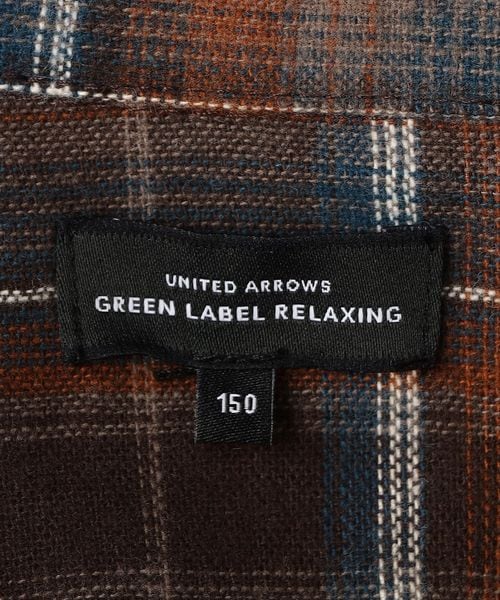 UNITED ARROWS
GREEN LABEL RELAXING
150